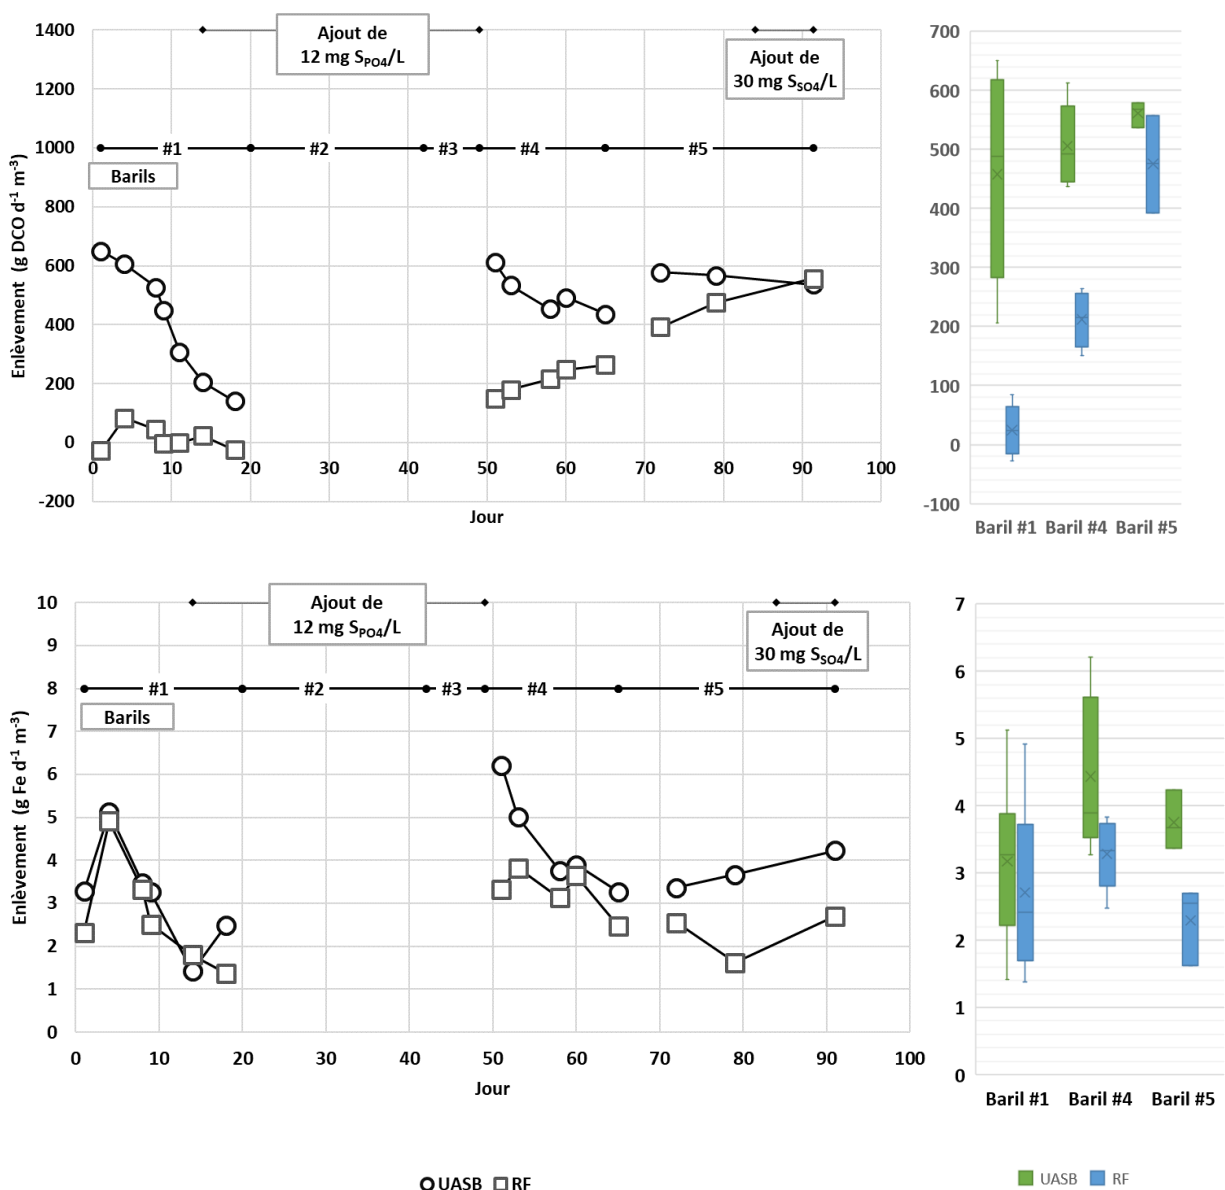 Ajout de
12 mg S_PO4/L
Ajout de
30 mg S_SO4/L
#1 #2 #3 #4 #5
Barils
Enlèvement (g DCO d⁻¹ m⁻³)
1400
1200
1000
800
600
400
200
0
-200
0 10 20 30 40 50 60 70 80 90 100
Jour
700
600
500
400
300
200
100
0
-100
Baril #1 Baril #4 Baril #5
Ajout de
12 mg S_PO4/L
Ajout de
30 mg S_SO4/L
#1 #2 #3 #4 #5
Barils
Enlèvement (g Fe d⁻¹ m⁻³)
10
9
8
7
6
5
4
3
2
1
0
0 10 20 30 40 50 60 70 80 90 100
Jour
7
6
5
4
3
2
1
0
Baril #1 Baril #4 Baril #5
UASB RF
UASB RF